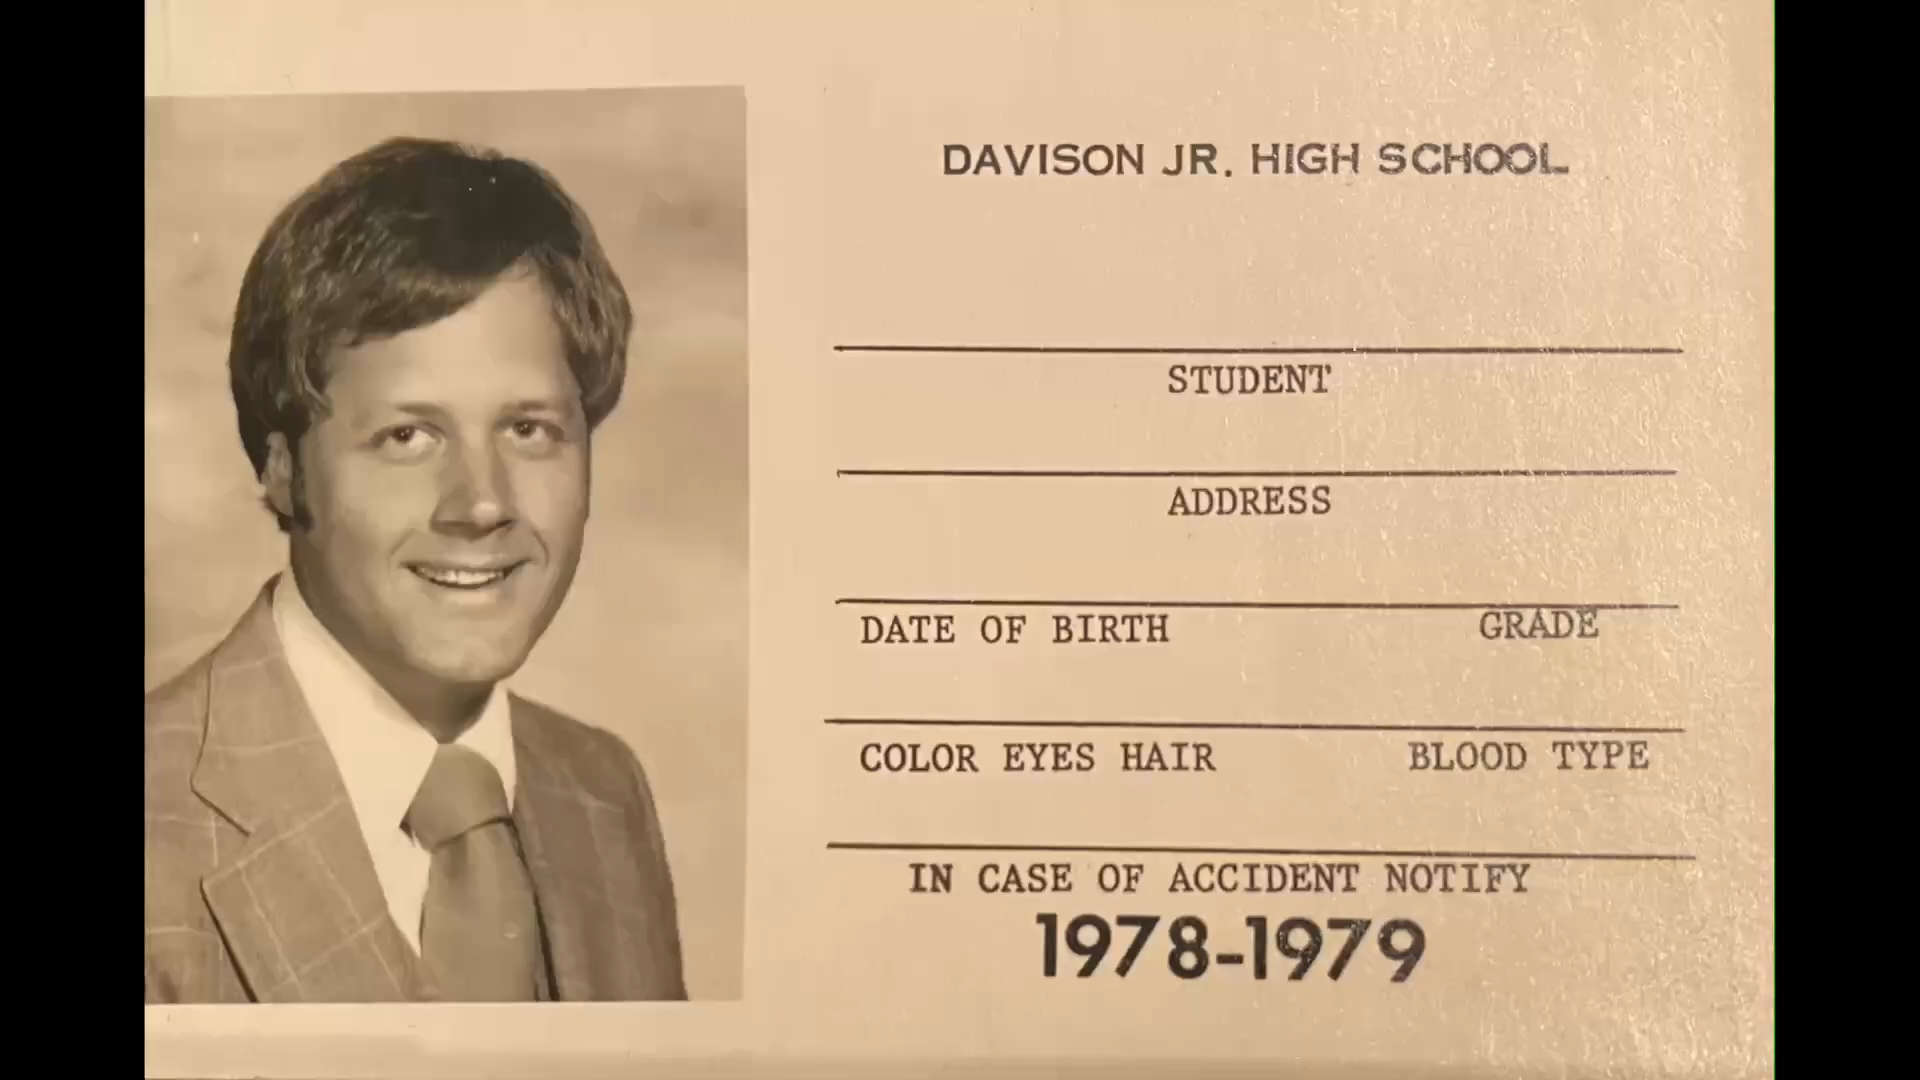 DAVISON JR. HIGH SCHOOL
STUDENT
ADDRESS
DATE OF BIRTH GRADE
COLOR EYES HAIR BLOOD TYPE
IN CASE OF ACCIDENT NOTIFY
1978-1979